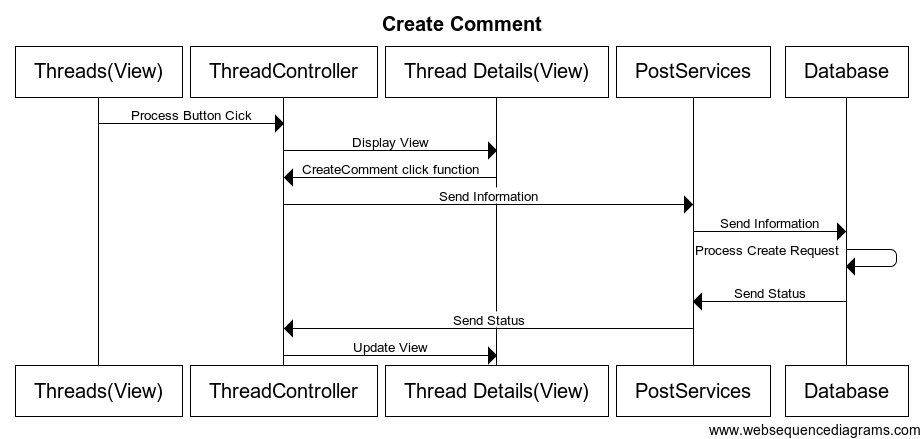 Create Comment
Threads(View) ThreadController Thread Details(View) PostServices Database
Process Button Cick
Display View
CreateComment click function
Send Information
Send Information
Process Create Request
Send Status
Send Status
Update View
Threads(View) ThreadController Thread Details(View) PostServices Database
www.websequencediagrams.com